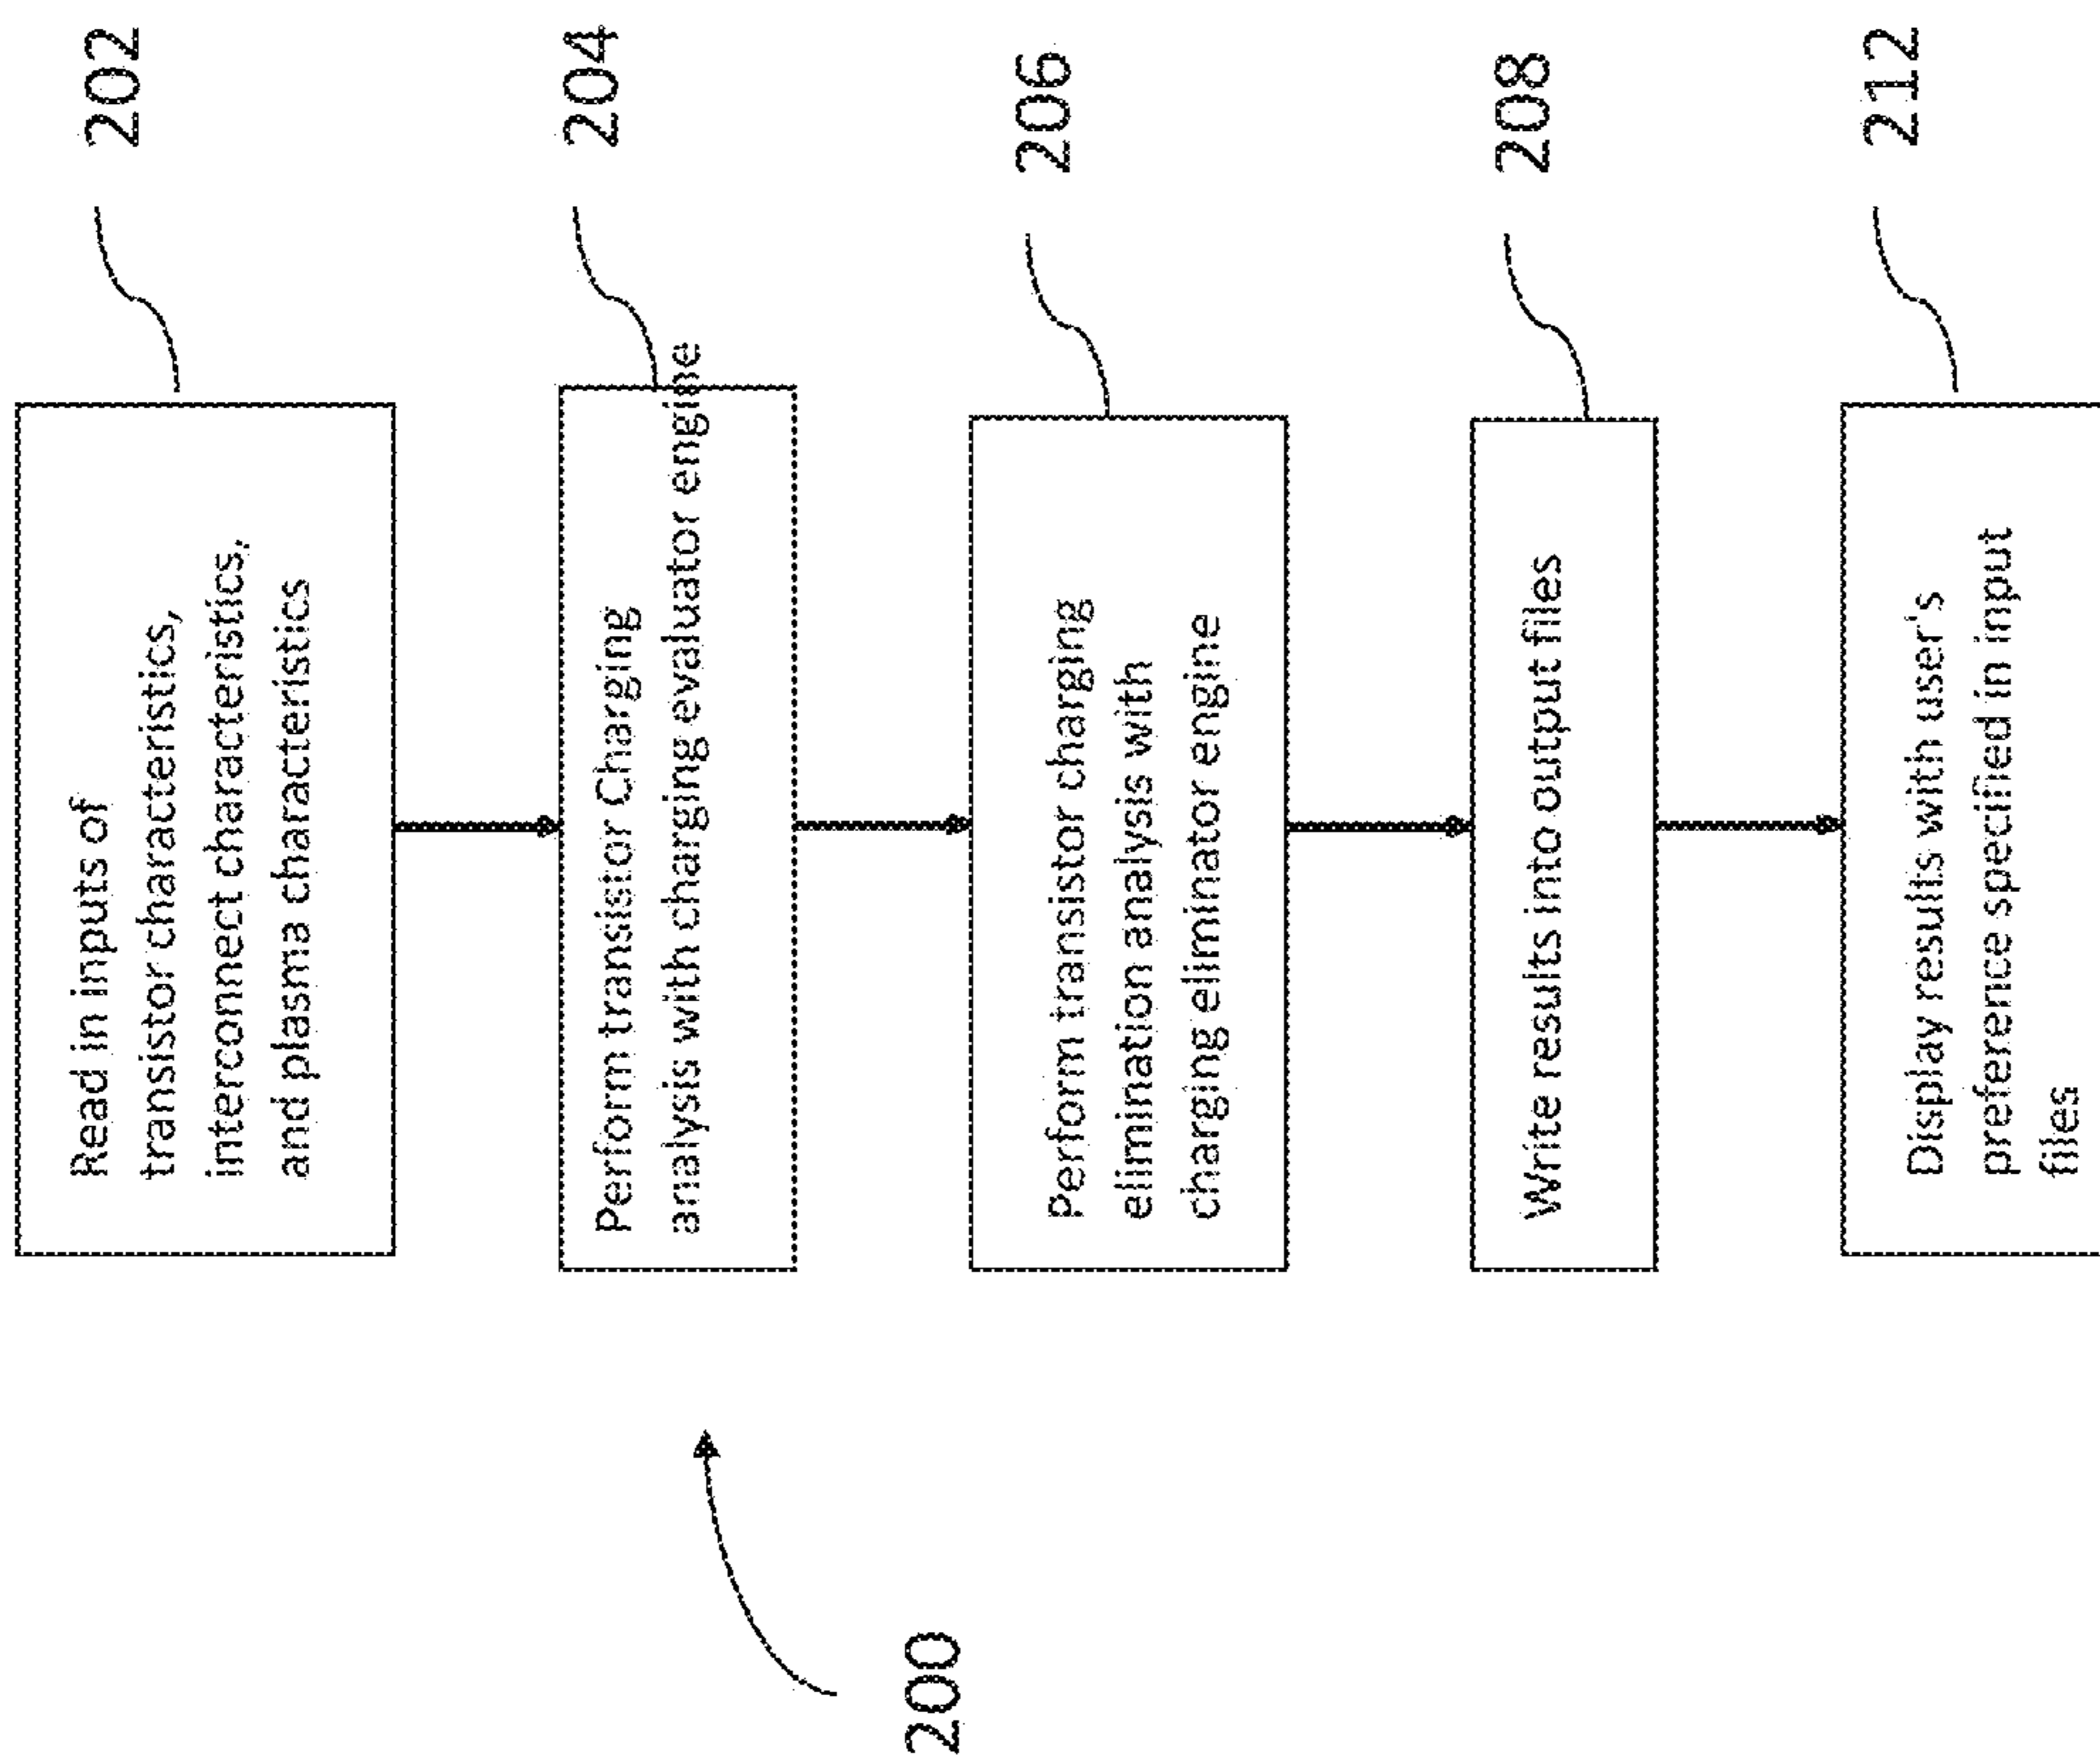 202
Read in inputs of
transistor characteristics,
interconnect characteristics,
and plasma characteristics
204
Perform transistor Charging
analysis with charging evaluator engine
206
Perform transistor charging
elimination analysis with
charging eliminator engine
208
Write results into output files
212
Display results with user's
preference specified in input
files
200